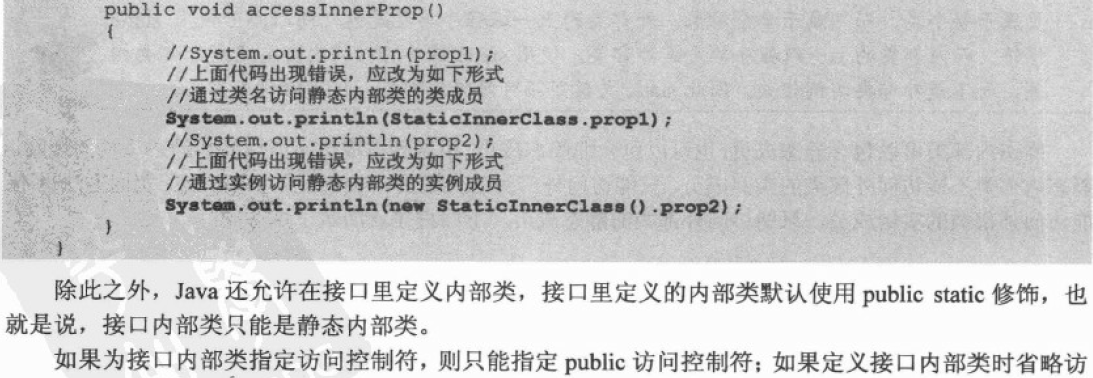 public void accessInnerProp()
{
//System.out.println(prop1);
//上面代码出现错误，应改为如下形式
//通过类名访问静态内部类的类成员
System.out.println(StaticInnerClass.prop1);
//System.out.println(prop2);
//上面代码出现错误，应改为如下形式
//通过实例访问静态内部类的实例成员
System.out.println(new StaticInnerClass().prop2);
}
}
除此之外，Java 还允许在接口里定义内部类，接口里定义的内部类默认使用 public static 修饰，也
就是说，接口内部类只能是静态内部类。
如果为接口内部类指定访问控制符，则只能指定 public 访问控制符；如果定义接口内部类时省略访